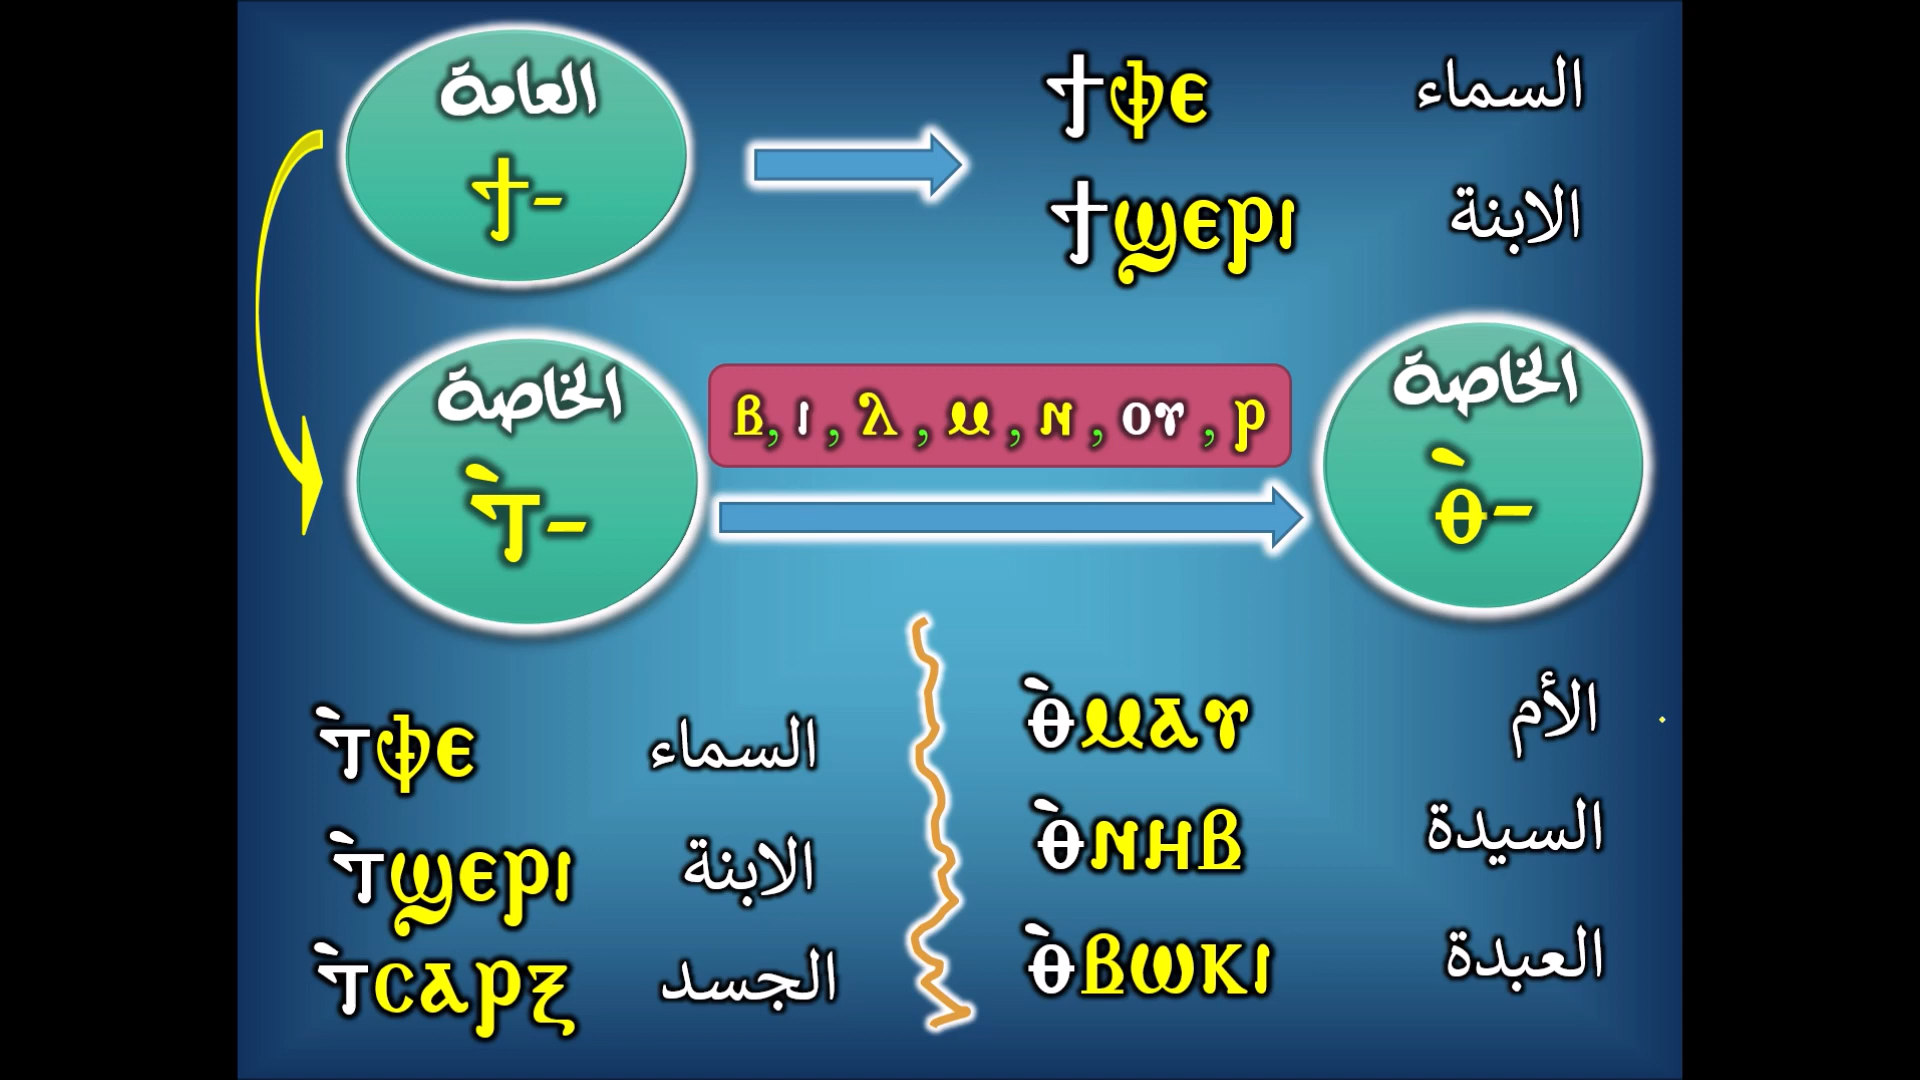 العامة
ϯ-
ϯⲫⲉ السماء
ϯϣⲉⲣⲓ الابنة
الخاصة
ⲧ̀-
ⲃ, ⲓ, ⲗ, ⲙ, ⲛ, ⲟⲩ, ⲣ
الخاصة
ⲑ̀-
ⲧ̀ⲫⲉ السماء
ⲧ̀ϣⲉⲣⲓ الابنة
ⲧ̀ⲥⲁⲣⲝ الجسد
ⲑ̀ⲙⲁⲩ الأم
ⲑ̀ⲛⲏⲃ السيدة
ⲑ̀ⲃⲱⲕⲓ العبدة